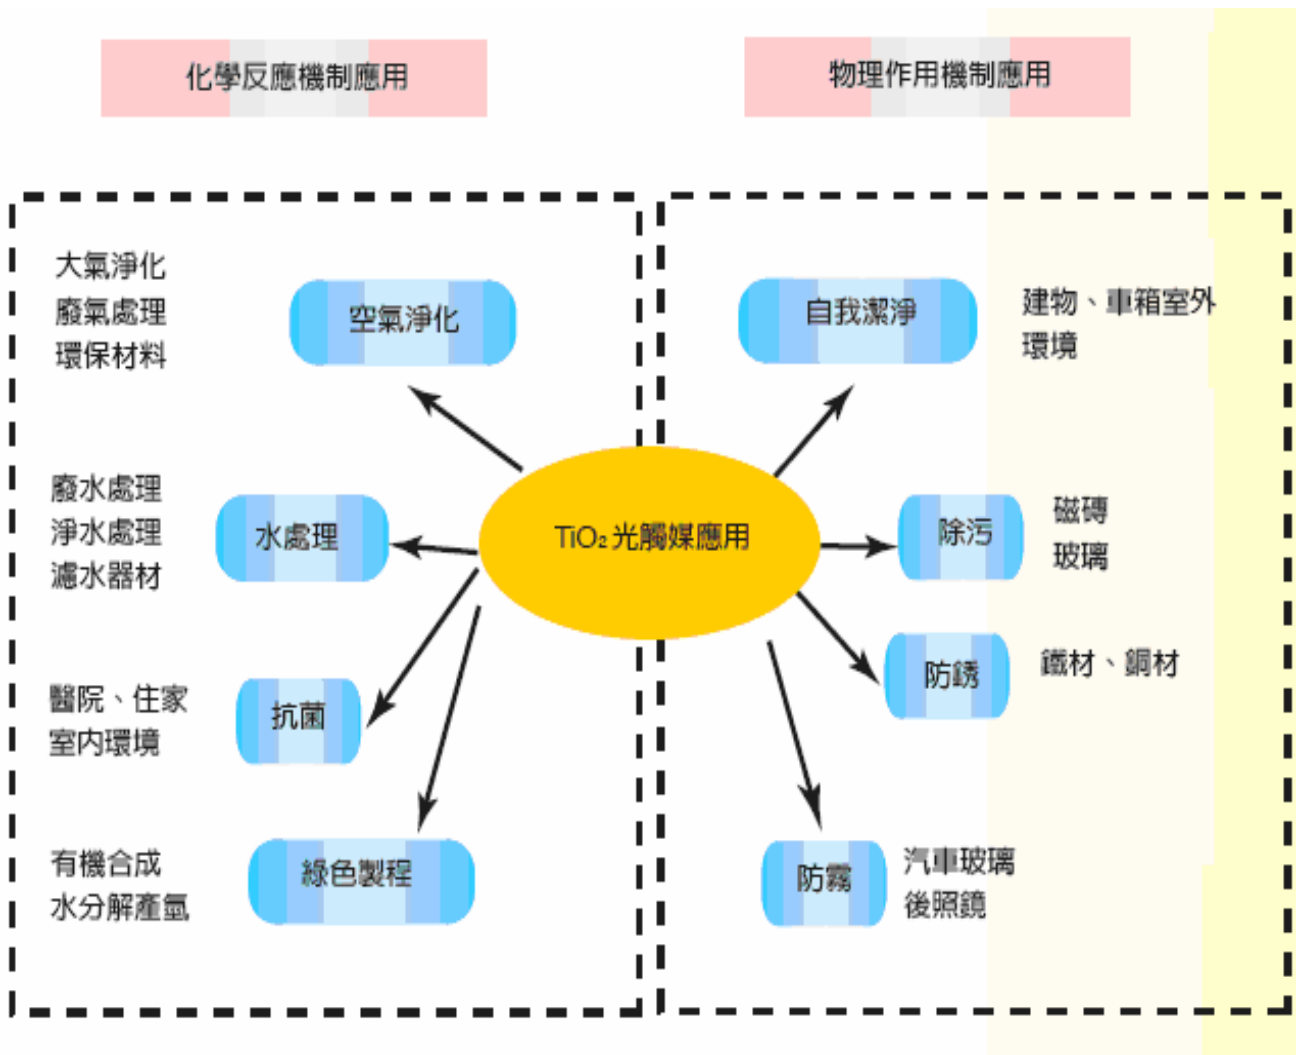 化學反應機制應用
物理作用機制應用
大氣淨化
廢氣處理
環保材料
空氣淨化
廢水處理
淨水處理
濾水器材
水處理
醫院、住家
室內環境
抗菌
有機合成
水分解產氫
綠色製程
TiO₂ 光觸媒應用
自我潔淨
建物、車箱室外
環境
除污
磁磚
玻璃
防銹
鐵材、鋼材
防霧
汽車玻璃
後照鏡